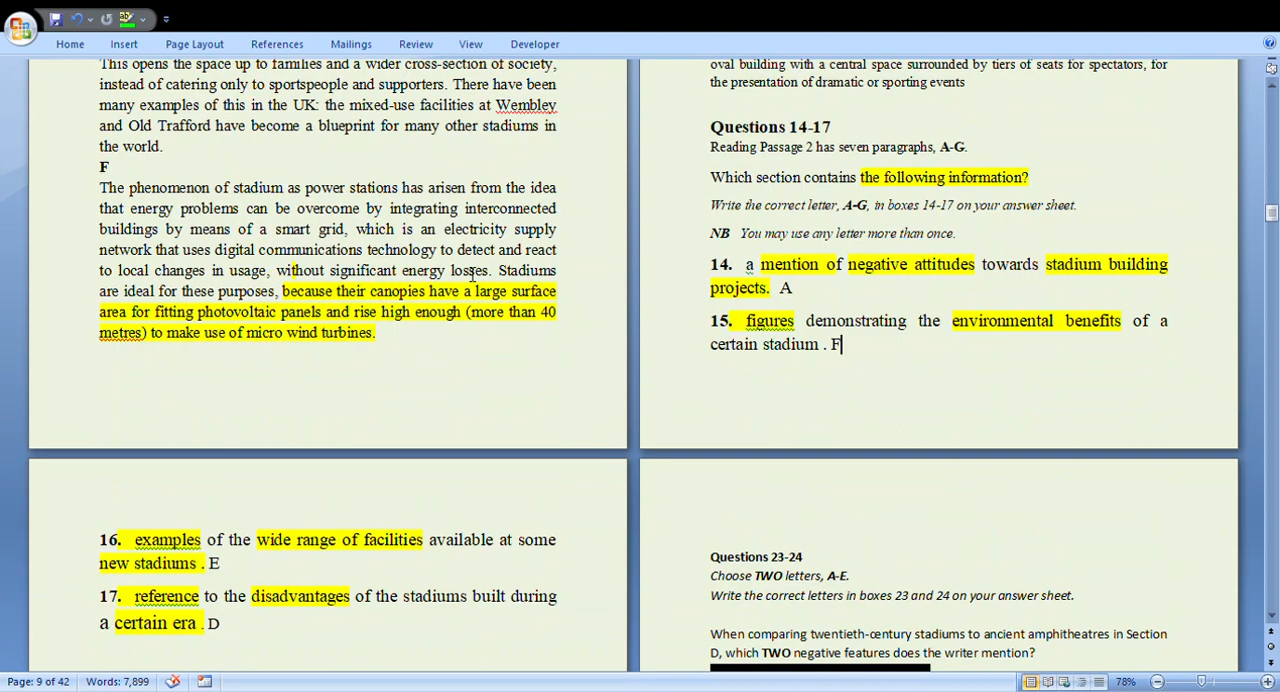 Home Insert Page Layout References Mailings Review View Developer
This opens the space up to families and a wider cross-section of society,
instead of catering only to sportspeople and supporters. There have been
many examples of this in the UK: the mixed-use facilities at Wembley
and Old Trafford have become a blueprint for many other stadiums in
the world.
F
The phenomenon of stadium as power stations has arisen from the idea
that energy problems can be overcome by integrating interconnected
buildings by means of a smart grid, which is an electricity supply
network that uses digital communications technology to detect and react
to local changes in usage, without significant energy losses. Stadiums
are ideal for these purposes, because their canopies have a large surface
area for fitting photovoltaic panels and rise high enough (more than 40
metres) to make use of micro wind turbines.
oval building with a central space surrounded by tiers of seats for spectators, for
the presentation of dramatic or sporting events
Questions 14-17
Reading Passage 2 has seven paragraphs, A-G.
Which section contains the following information?
Write the correct letter, A-G, in boxes 14-17 on your answer sheet.
NB You may use any letter more than once.
14. a mention of negative attitudes towards stadium building
projects. A
15. figures demonstrating the environmental benefits of a
certain stadium . F
16. examples of the wide range of facilities available at some
new stadiums . E
17. reference to the disadvantages of the stadiums built during
a certain era . D
Questions 23-24
Choose TWO letters, A-E.
Write the correct letters in boxes 23 and 24 on your answer sheet.
When comparing twentieth-century stadiums to ancient amphitheatres in Section
D, which TWO negative features does the writer mention?
Page: 9 of 42 Words: 7,899 78%